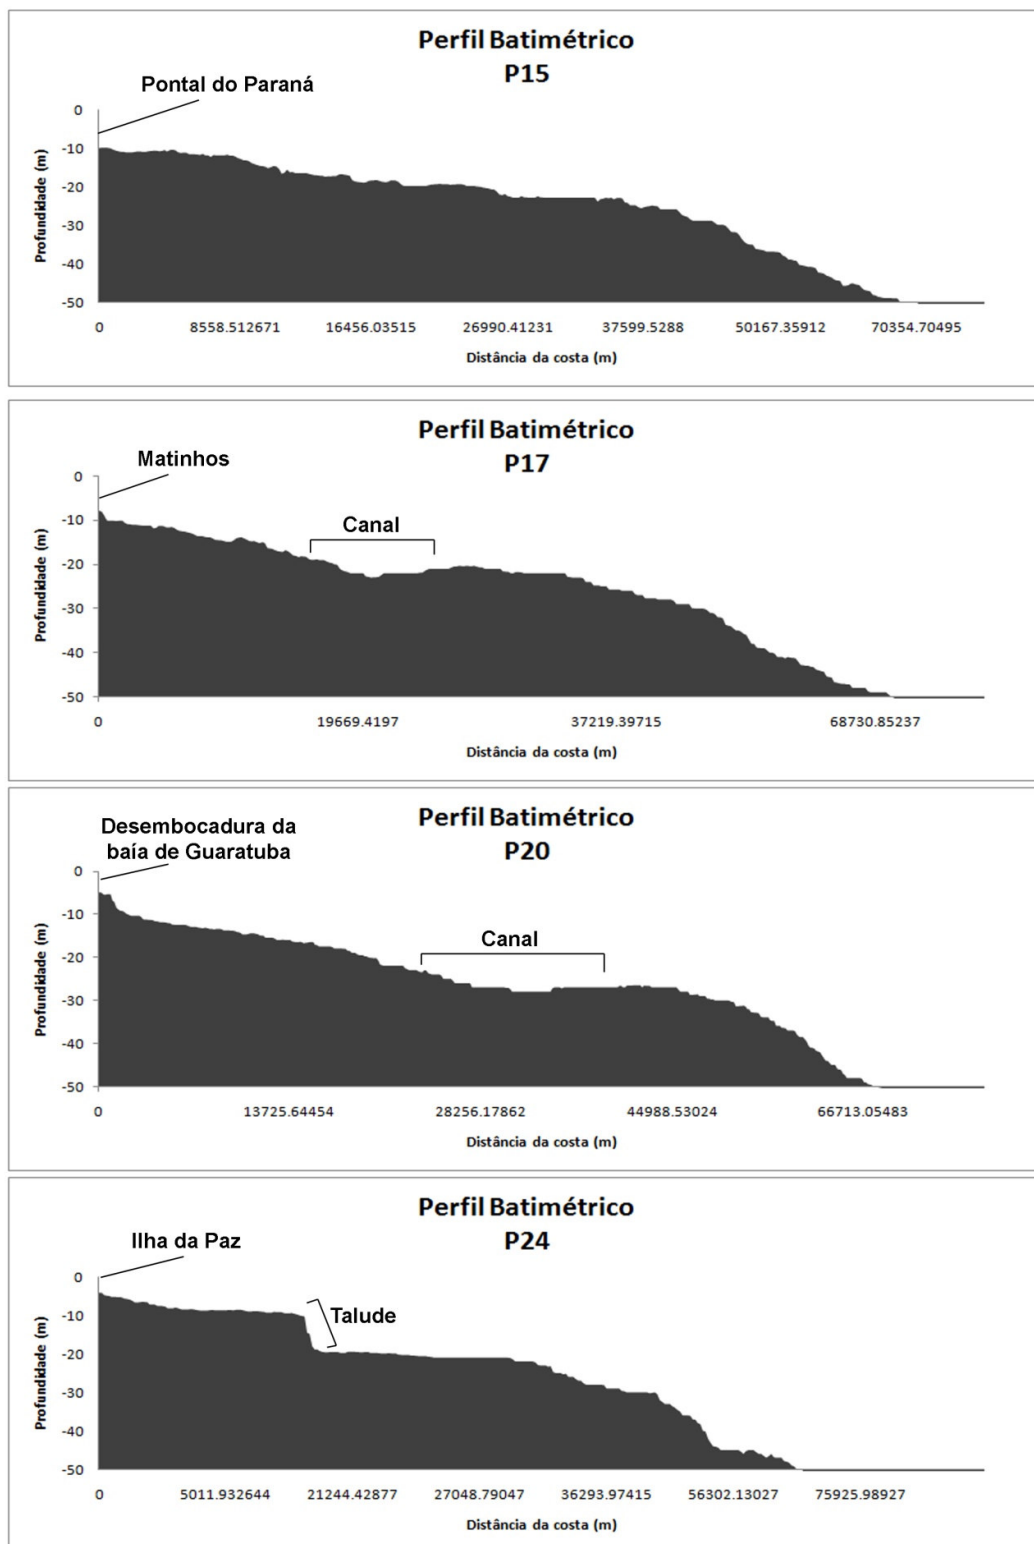 Perfil Batimétrico
P15
Pontal do Paraná
Profundidade (m)
0
-10
-20
-30
-40
-50
0 8558.512671 16456.03515 26990.41231 37599.5288 50167.35912 70354.70495
Distância da costa (m)
Perfil Batimétrico
P17
Matinhos
Canal
Profundidade (m)
0
-10
-20
-30
-40
-50
0 19669.4197 37219.39715 68730.85237
Distância da costa (m)
Perfil Batimétrico
P20
Desembocadura da
baía de Guaratuba
Canal
Profundidade (m)
0
-10
-20
-30
-40
-50
0 13725.64454 28256.17862 44988.53024 66713.05483
Distância da costa (m)
Perfil Batimétrico
P24
Ilha da Paz
Talude
Profundidade (m)
0
-10
-20
-30
-40
-50
0 5011.932644 21244.42877 27048.79047 36293.97415 56302.13027 75925.98927
Distância da costa (m)